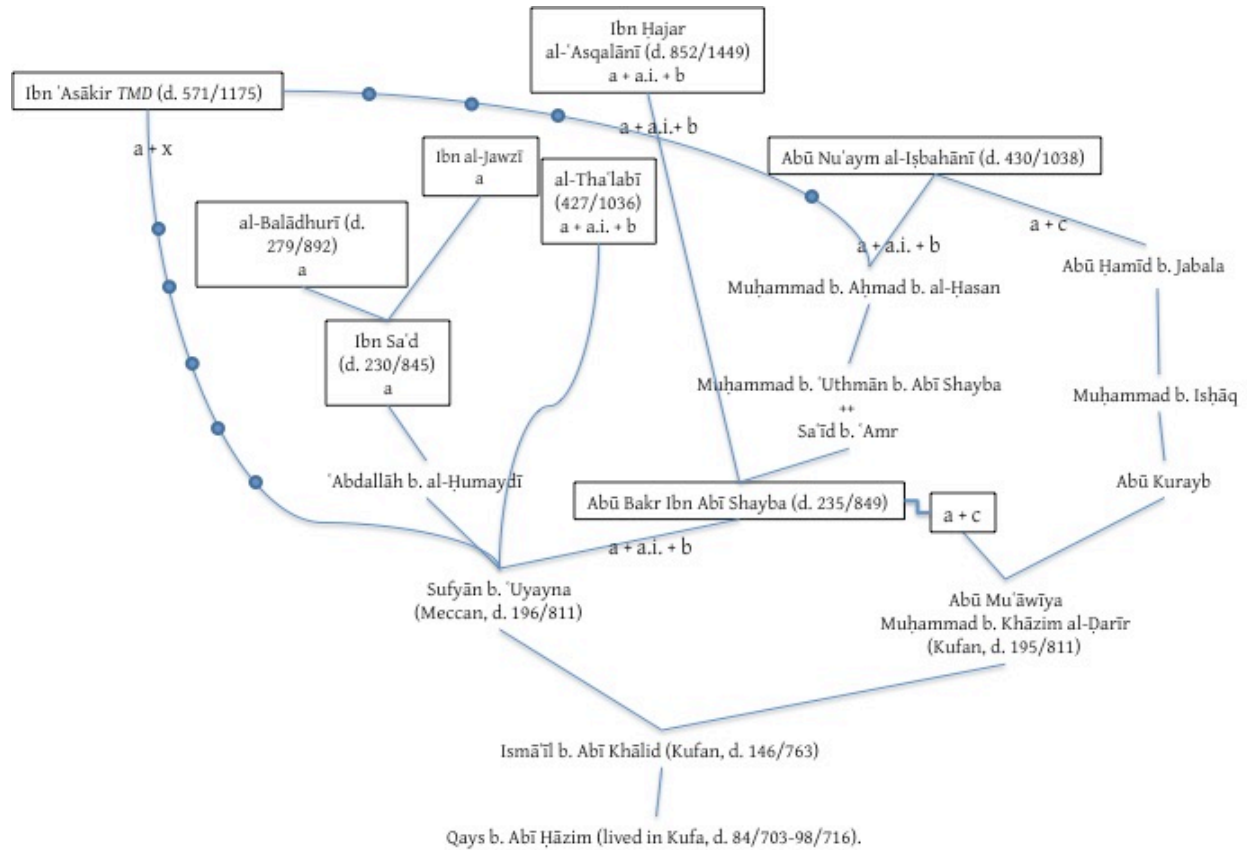 Ibn Ḥajar
al-ʿAsqalānī (d. 852/1449)
a + a.i. + b
Ibn ʿAsākir TMD (d. 571/1175)
a + a.i.+ b
a + x
Ibn al-Jawzī
a
al-Thaʿlabī
(427/1036)
a + a.i. + b
Abū Nuʿaym al-Iṣbahānī (d. 430/1038)
al-Balādhurī (d.
279/892)
a
a + c
a + a.i. + b
Abū Ḥamīd b. Jabala
Muḥammad b. Aḥmad b. al-Ḥasan
Ibn Saʿd
(d. 230/845)
a
Muḥammad b. ʿUthmān b. Abī Shayba
++
Saʿīd b. ʿAmr
Muḥammad b. Isḥāq
ʿAbdallāh b. al-Ḥumaydī
Abū Bakr Ibn Abī Shayba (d. 235/849)
a + c
Abū Kurayb
a + a.i. + b
Sufyān b. ʿUyayna
(Meccan, d. 196/811)
Abū Muʿāwīya
Muḥammad b. Khāzim al-Ḍarīr
(Kufan, d. 195/811)
Ismāʿīl b. Abī Khālid (Kufan, d. 146/763)
Qays b. Abī Ḥāzim (lived in Kufa, d. 84/703-98/716).